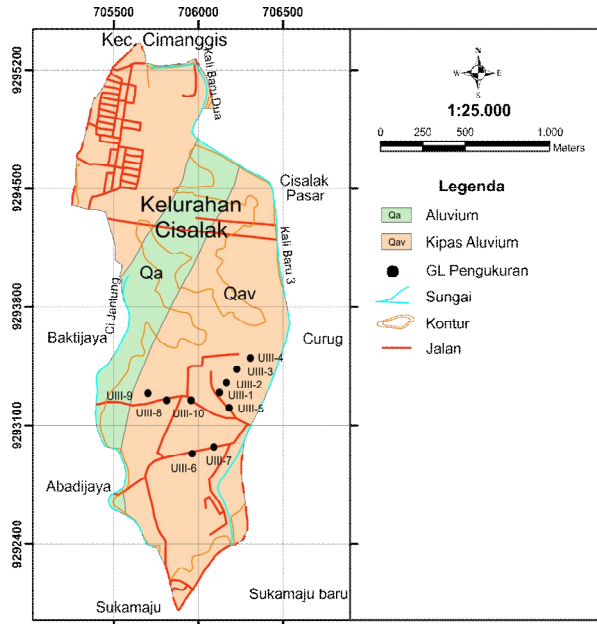 705500 706000 706500
Kec. Cimanggis
9295200
Kali Baru Dua
9294500
Cisalak
Pasar
Kelurahan
Cisalak
Kali Baru 3
Qa
Qav
9293800
Ci Jantung
Baktijaya
Curug
UIII-4
UIII-3
UIII-2
UIII-1
UIII-9
UIII-8
UIII-10
UIII-5
9293100
UIII-7
UIII-6
Abadijaya
9292400
Sukamaju baru
Sukamaju
705500 706000 706500
N
W E
S
1:25.000
0 250 500 1.000
Meters
Legenda
Qa Aluvium
Qav Kipas Aluvium
GL Pengukuran
Sungai
Kontur
Jalan